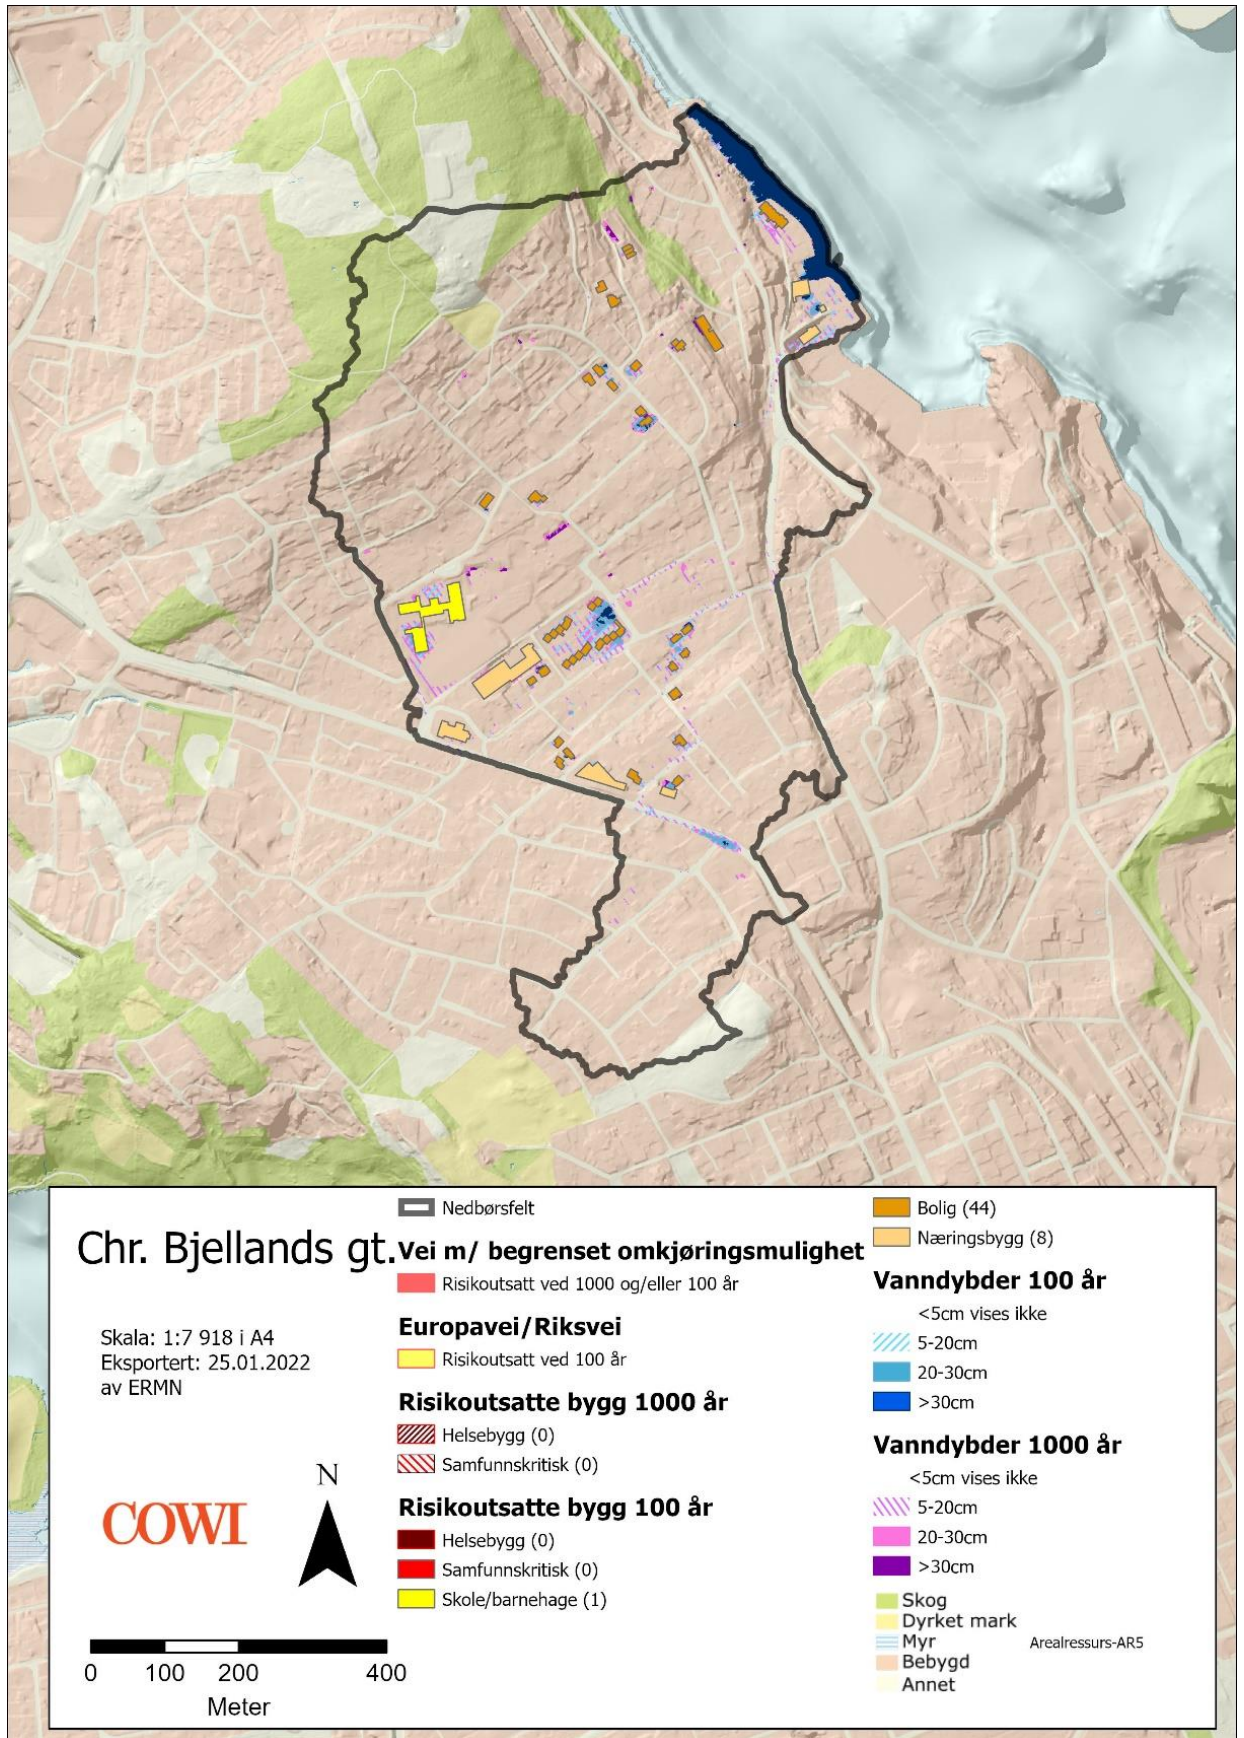 Chr. Bjellands gt.
Skala: 1:7 918 i A4
Eksportert: 25.01.2022
av ERMN
COWI
N
0 100 200 400
Meter
Nedbørsfelt
Vei m/ begrenset omkjøringsmulighet
Risikoutsatt ved 1000 og/eller 100 år
Europavei/Riksvei
Risikoutsatt ved 100 år
Risikoutsatte bygg 1000 år
Helsebygg (0)
Samfunnskritisk (0)
Risikoutsatte bygg 100 år
Helsebygg (0)
Samfunnskritisk (0)
Skole/barnehage (1)
Bolig (44)
Næringsbygg (8)
Vanndybder 100 år
<5cm vises ikke
5-20cm
20-30cm
>30cm
Vanndybder 1000 år
<5cm vises ikke
5-20cm
20-30cm
>30cm
Skog
Dyrket mark
Myr
Bebygd
Annet
Arealressurs-AR5